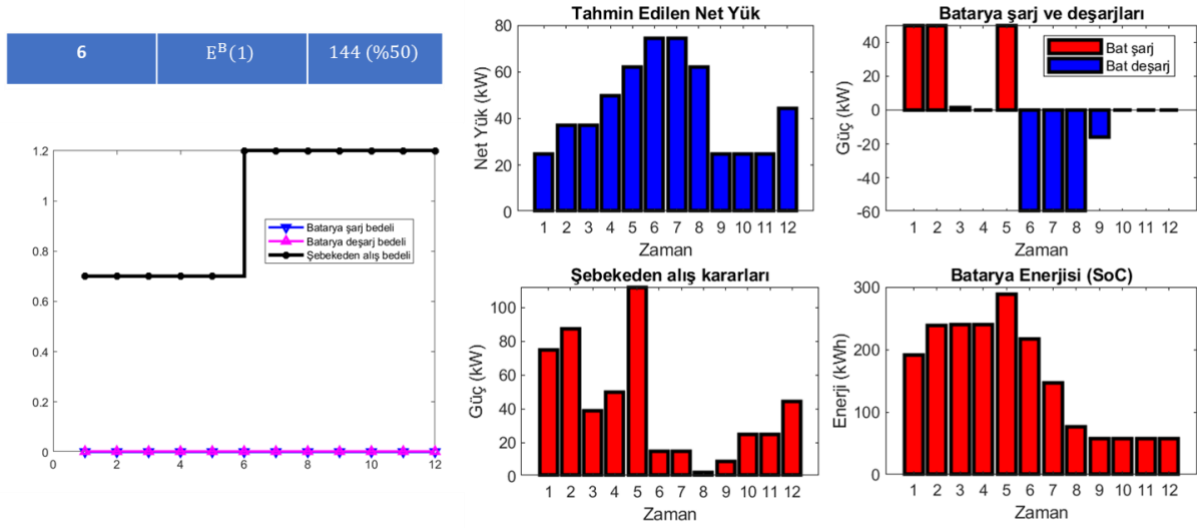 6 Eᴮ(1) 144 (%50)
1.2
1
0.8
0.6
0.4
0.2
0
0 2 4 6 8 10 12
Batarya şarj bedeli
Batarya deşarj bedeli
Şebekeden alış bedeli
Tahmin Edilen Net Yük
Net Yük (kW)
80
60
40
20
0
1 2 3 4 5 6 7 8 9 10 11 12
Zaman
Batarya şarj ve deşarjları
Güç (kW)
40
20
0
-20
-40
-60
Bat şarj
Bat deşarj
1 2 3 4 5 6 7 8 9 10 11 12
Zaman
Şebekeden alış kararları
Güç (kW)
100
80
60
40
20
0
1 2 3 4 5 6 7 8 9 10 11 12
Zaman
Batarya Enerjisi (SoC)
Enerji (kWh)
300
200
100
0
1 2 3 4 5 6 7 8 9 10 11 12
Zaman